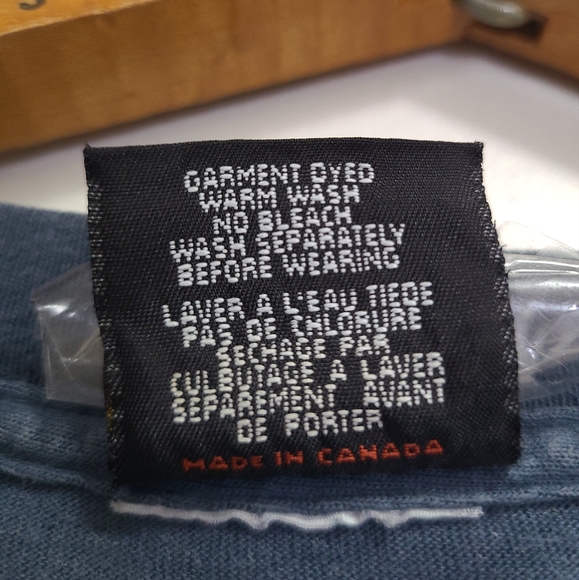 GARMENT DYED
WARM WASH
NO BLEACH
WASH SEPARATELY
BEFORE WEARING
LAVER A L'EAU TIEDE
PAS DE CALORURE
SECHAGE PAR
CULBUTAGE A LAVER
SEPAREMENT AVANT
DE PORTER
MADE IN CANADA